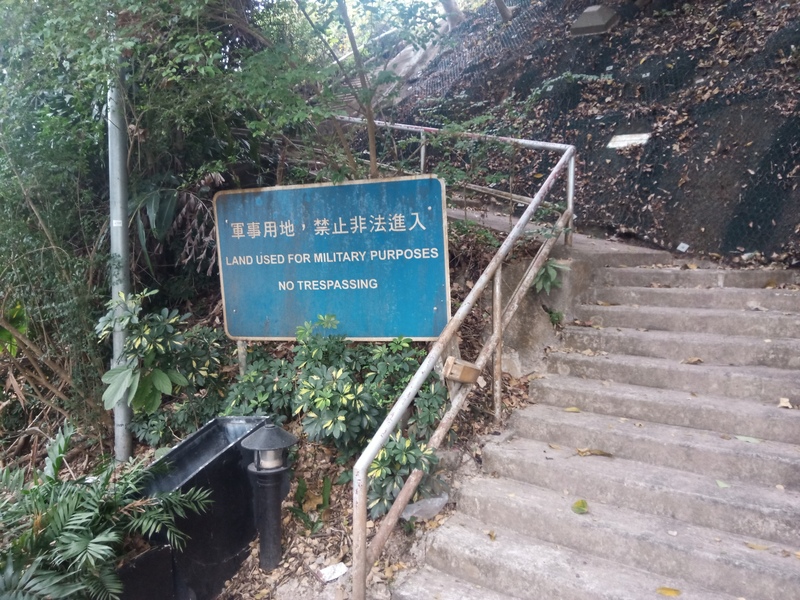 軍事用地，禁止非法進入
LAND USED FOR MILITARY PURPOSES
NO TRESPASSING